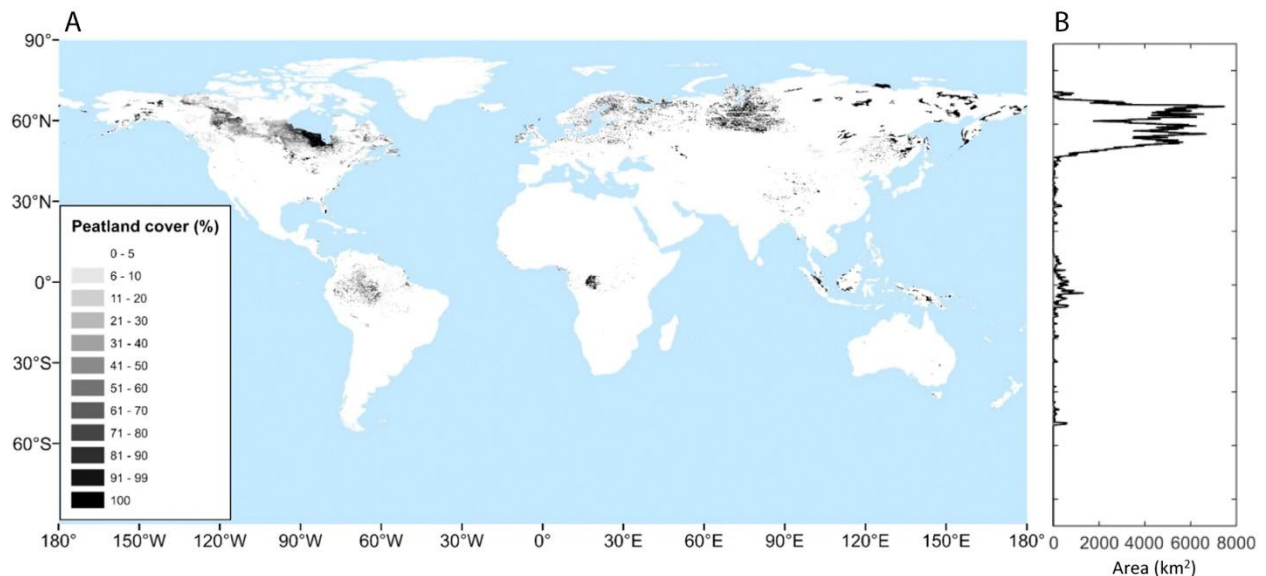 A
B
90°
60°N
30°N
0°
30°S
60°S
Peatland cover (%)
0 - 5
6 - 10
11 - 20
21 - 30
31 - 40
41 - 50
51 - 60
61 - 70
71 - 80
81 - 90
91 - 99
100
180° 150°W 120°W 90°W 60°W 30°W 0° 30°E 60°E 90°E 120°E 150°E 180°
0 2000 4000 6000 8000
Area (km²)